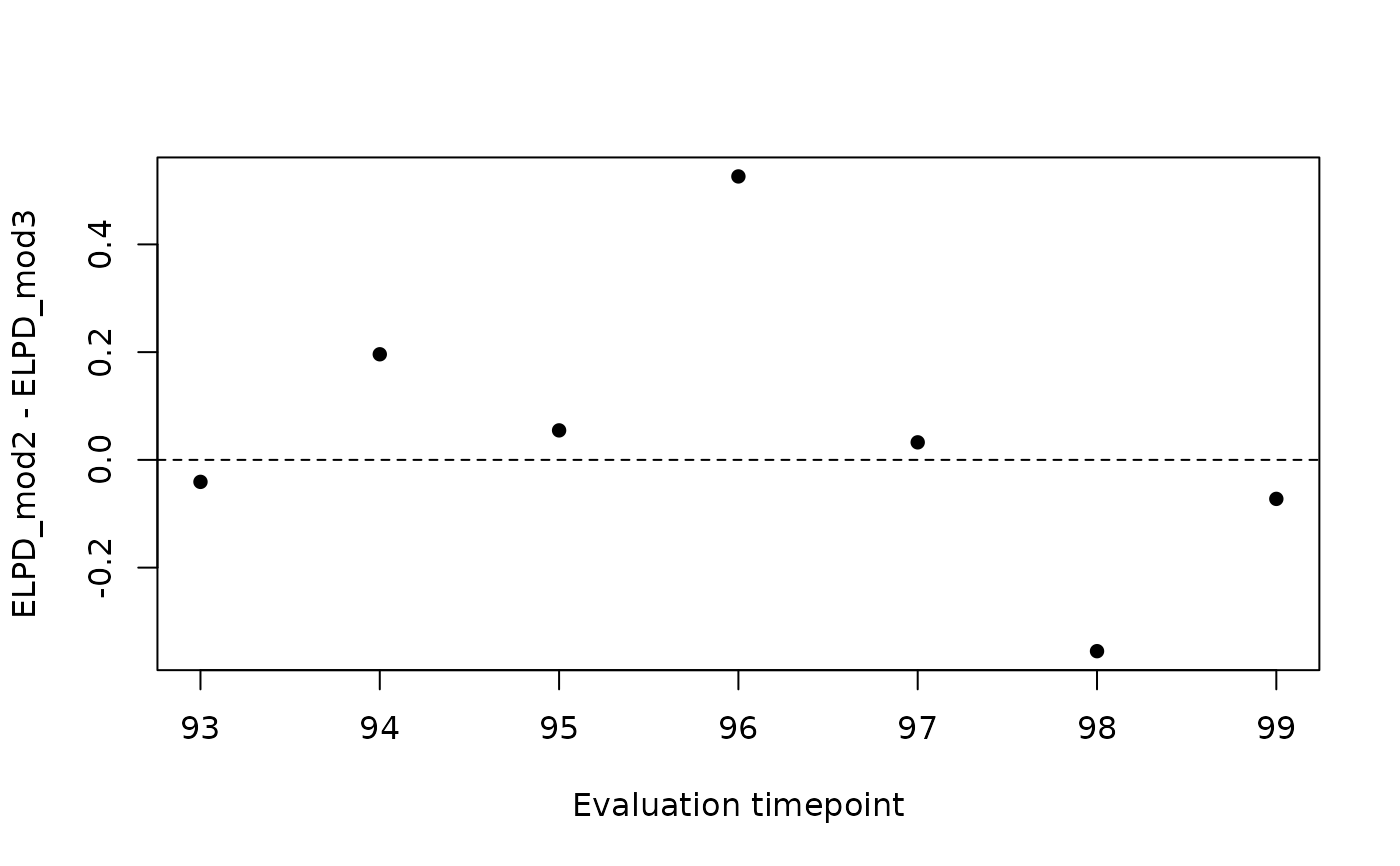 ELPD_mod2 - ELPD_mod3
0.4
0.2
0.0
-0.2
93 94 95 96 97 98 99
Evaluation timepoint